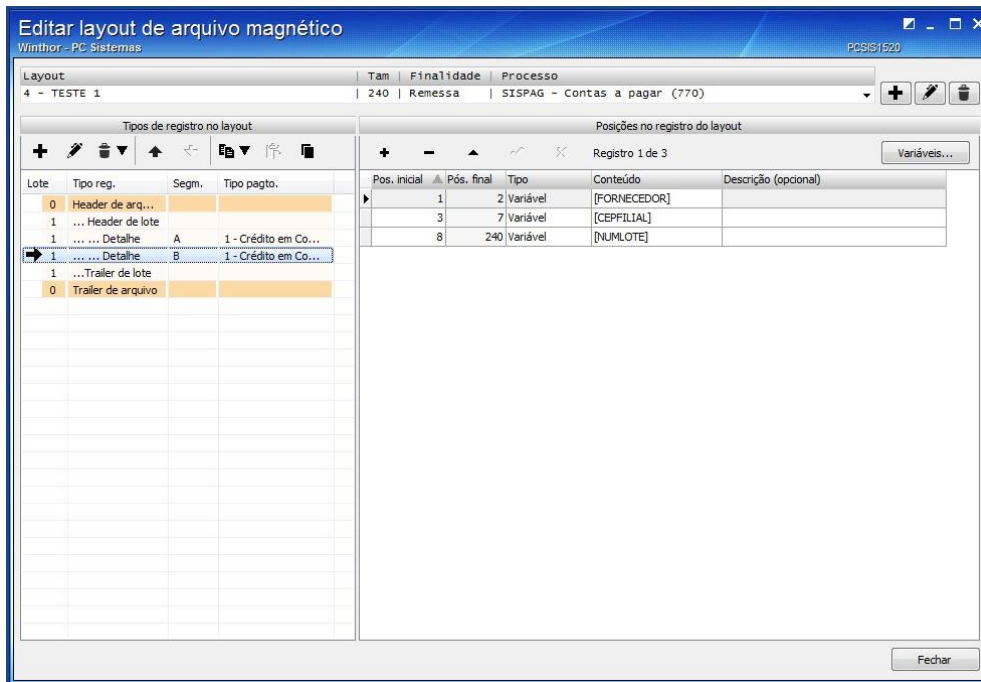 Editar layout de arquivo magnético
Winthor - PC Sistemas
PCSIS1520
Layout | Tam | Finalidade | Processo
4 - TESTE 1 | 240 | Remessa | SISPAG - Contas a pagar (770)
Tipos de registro no layout
Lote Tipo reg. Segm. Tipo pagto.
0 Header de arq...
1 ... Header de lote
1 ... ... Detalhe A 1 - Crédito em Co...
1 ... ... Detalhe B 1 - Crédito em Co...
1 ...Trailer de lote
0 Trailer de arquivo
Posições no registro do layout
Registro 1 de 3
Variáveis...
Pos. inicial Pós. final Tipo Conteúdo Descrição (opcional)
1 2 Variável [FORNECEDOR]
3 7 Variável [CEPFILIAL]
8 240 Variável [NUMLOTE]
Fechar